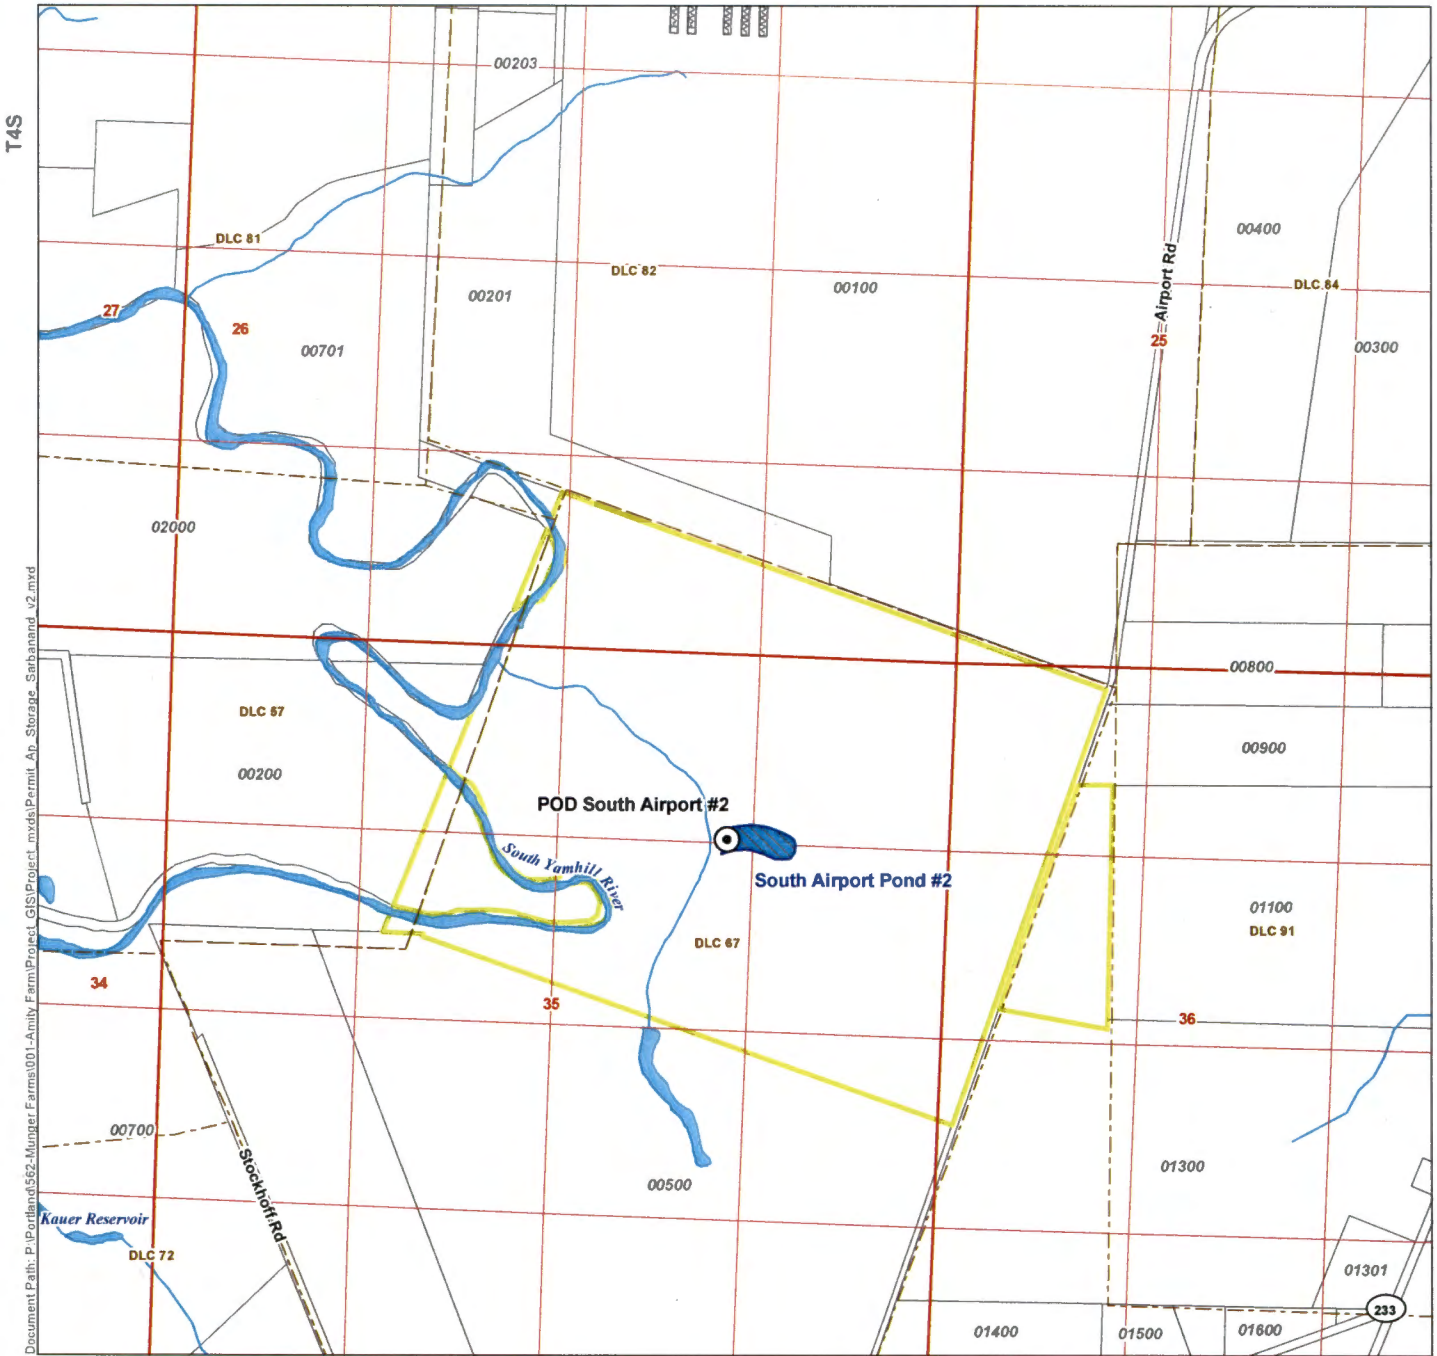 T4S
00203
DLC 81
DLC 82
00400
DLC 84
00201
00100
Airport Rd
27
26
25
00701
00300
02000
00800
DLC 67
00200
00900
POD South Airport #2
South Yamhill River
South Airport Pond #2
01100
DLC 91
DLC 67
34
35
36
00700
Stockhoff Rd
00500
01300
Kauer Reservoir
DLC 72
01301
233
01400
01500
01600
Document Path: P:\Portland\562-Munger Farms\001-Amity Farm\Project_GIS\Project_mxds\Permit_Ap_Storage_Sarbanand_v2.mxd